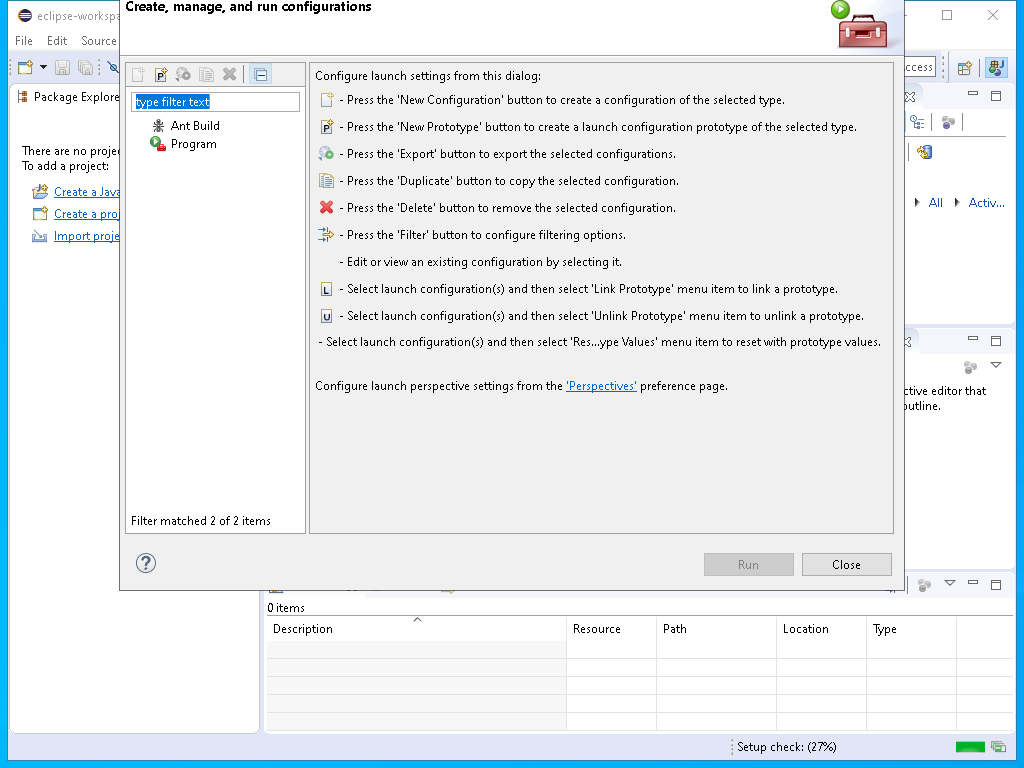 Create, manage, and run configurations
eclipse-workspa
File Edit Source
ccess
Package Explore
type filter text
Ant Build
Program
Filter matched 2 of 2 items
There are no projec
To add a project:
Create a Java
Create a proj
Import proje
Configure launch settings from this dialog:
- Press the 'New Configuration' button to create a configuration of the selected type.
- Press the 'New Prototype' button to create a launch configuration prototype of the selected type.
- Press the 'Export' button to export the selected configurations.
- Press the 'Duplicate' button to copy the selected configuration.
- Press the 'Delete' button to remove the selected configuration.
- Press the 'Filter' button to configure filtering options.
- Edit or view an existing configuration by selecting it.
- Select launch configuration(s) and then select 'Link Prototype' menu item to link a prototype.
- Select launch configuration(s) and then select 'Unlink Prototype' menu item to unlink a prototype.
- Select launch configuration(s) and then select 'Res...ype Values' menu item to reset with prototype values.
Configure launch perspective settings from the 'Perspectives' preference page.
All Activ...
ctive editor that
outline.
Run Close
0 items
Description Resource Path Location Type
Setup check: (27%)